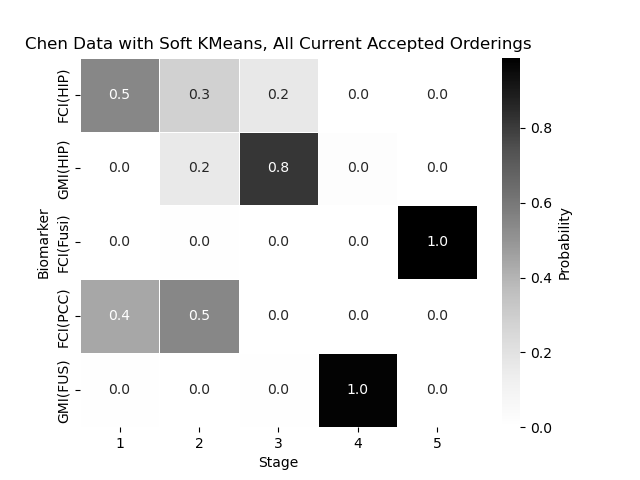 Chen Data with Soft KMeans, All Current Accepted Orderings
FCI(HIP) 0.5 0.3 0.2 0.0 0.0
GMI(HIP) 0.0 0.2 0.8 0.0 0.0
FCI(Fusi) 0.0 0.0 0.0 0.0 1.0
FCI(PCC) 0.4 0.5 0.0 0.0 0.0
GMI(FUS) 0.0 0.0 0.0 1.0 0.0
1 2 3 4 5
Stage
Biomarker
0.8
0.6
0.4
0.2
0.0
Probability